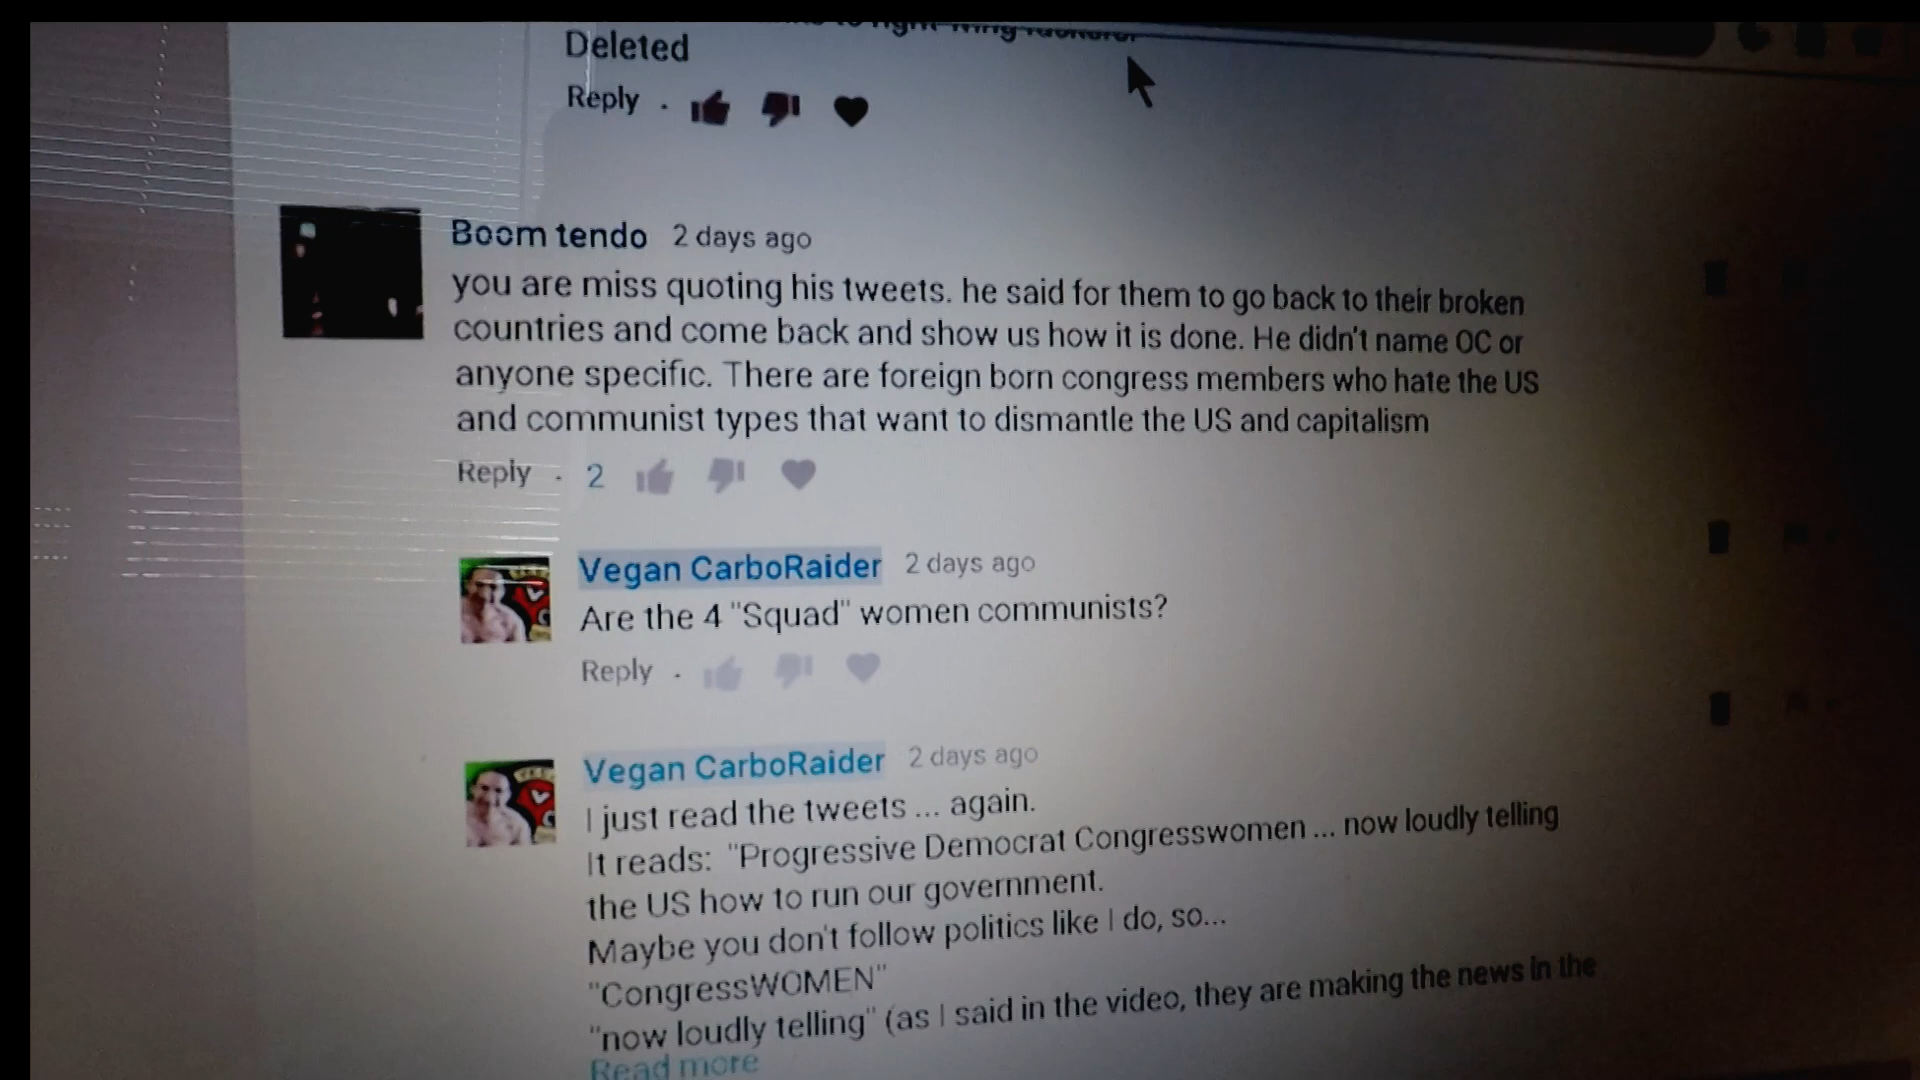 Deleted
Reply
Boom tendo 2 days ago
you are miss quoting his tweets. he said for them to go back to their broken
countries and come back and show us how it is done. He didn't name OC or
anyone specific. There are foreign born congress members who hate the US
and communist types that want to dismantle the US and capitalism
Reply · 2
Vegan CarboRaider 2 days ago
Are the 4 "Squad" women communists?
Reply ·
Vegan CarboRaider 2 days ago
I just read the tweets ... again.
It reads: "Progressive Democrat Congresswomen ... now loudly telling
the US how to run our government.
Maybe you don't follow politics like I do, so...
"CongressWOMEN"
"now loudly telling" (as I said in the video, they are making the news in the
Read more